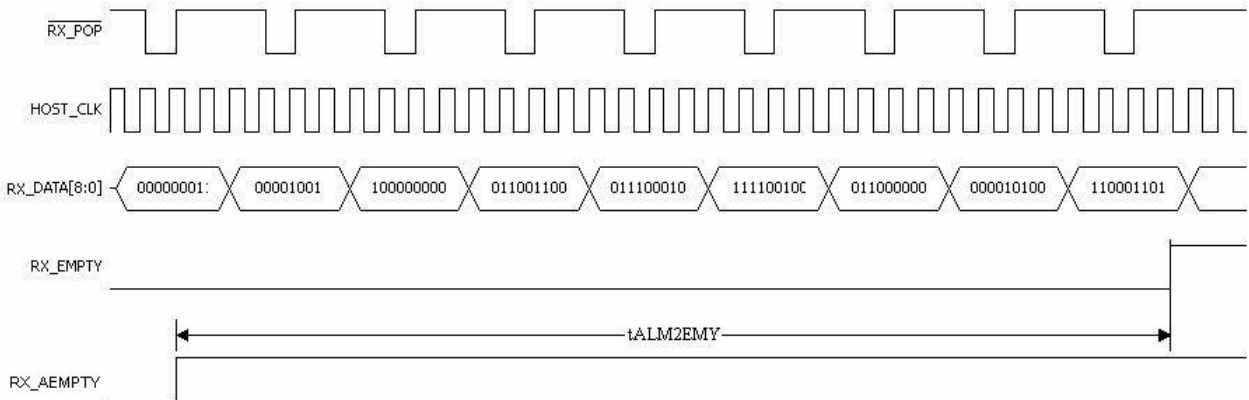 RX_POP
HOST_CLK
RX_DATA[8:0] 00001001 100000000 011001100 011100010 011000000 000010100 110001101
RX_EMPTY
tALM2EMY
RX_AEMPTY